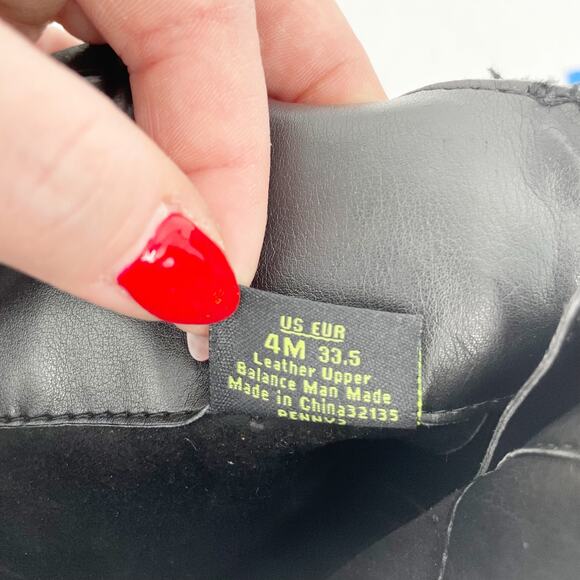 US EUR
4M 33.5
Leather Upper
Balance Man Made
Made in China32135